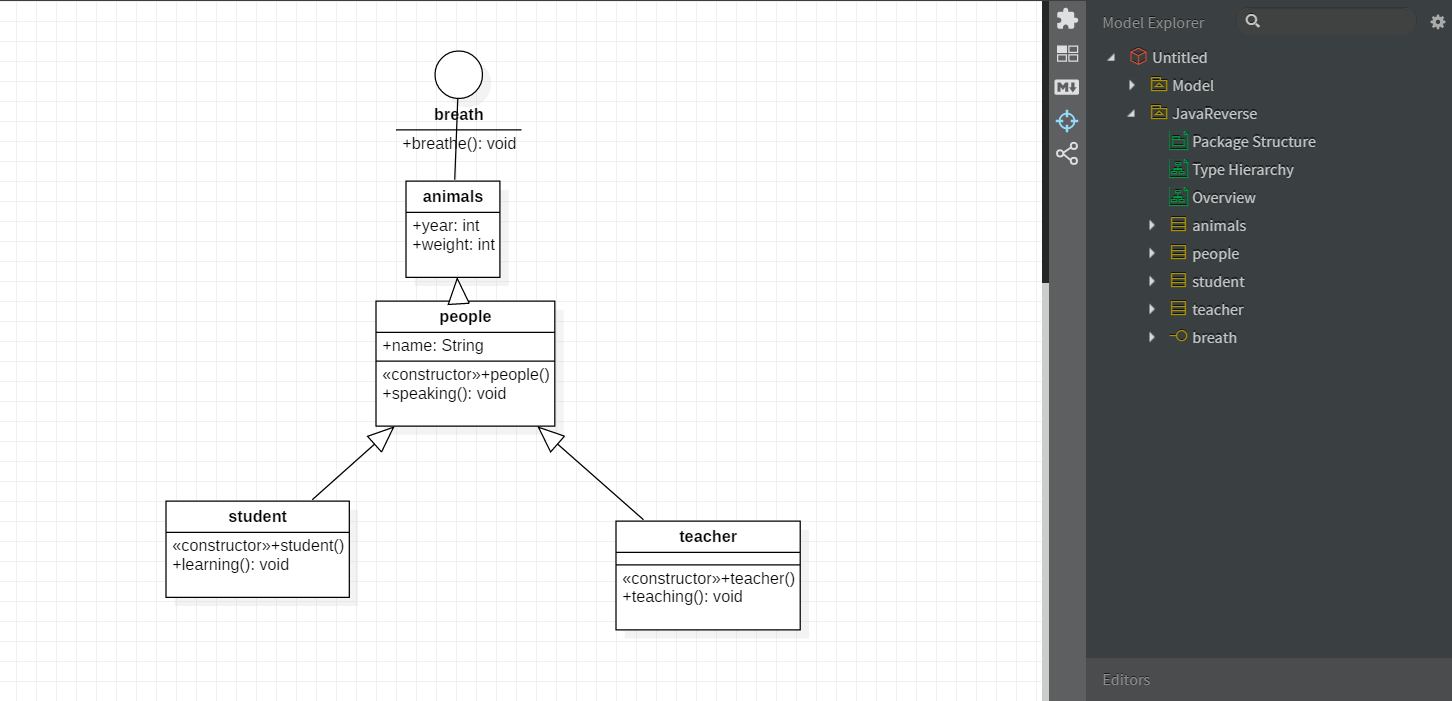 breath
+breathe(): void
animals
+year: int
+weight: int
people
+name: String
«constructor»+people()
+speaking(): void
student
«constructor»+student()
+learning(): void
teacher
«constructor»+teacher()
+teaching(): void
M
Model Explorer
Untitled
Model
JavaReverse
Package Structure
Type Hierarchy
Overview
animals
people
student
teacher
breath
Editors